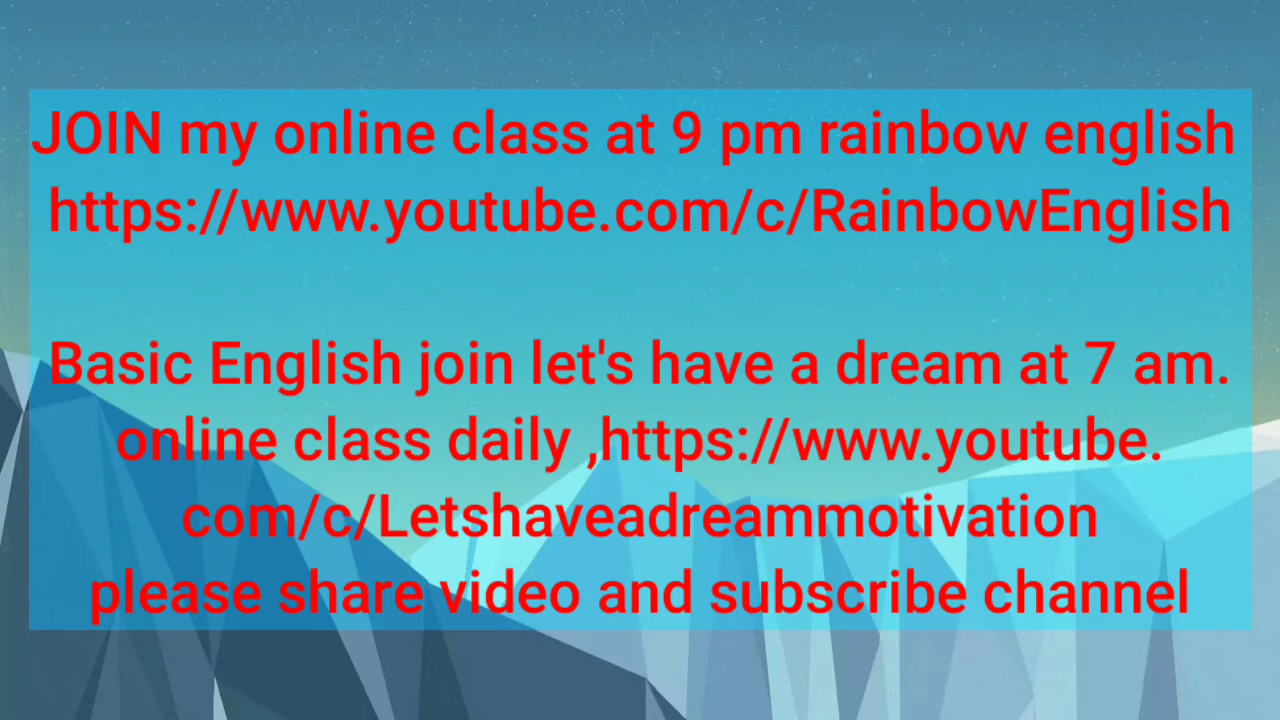 JOIN my online class at 9 pm rainbow english
https://www.youtube.com/c/RainbowEnglish
Basic English join let's have a dream at 7 am.
online class daily ,https://www.youtube.
com/c/Letshaveadreammotivation
please share video and subscribe channel